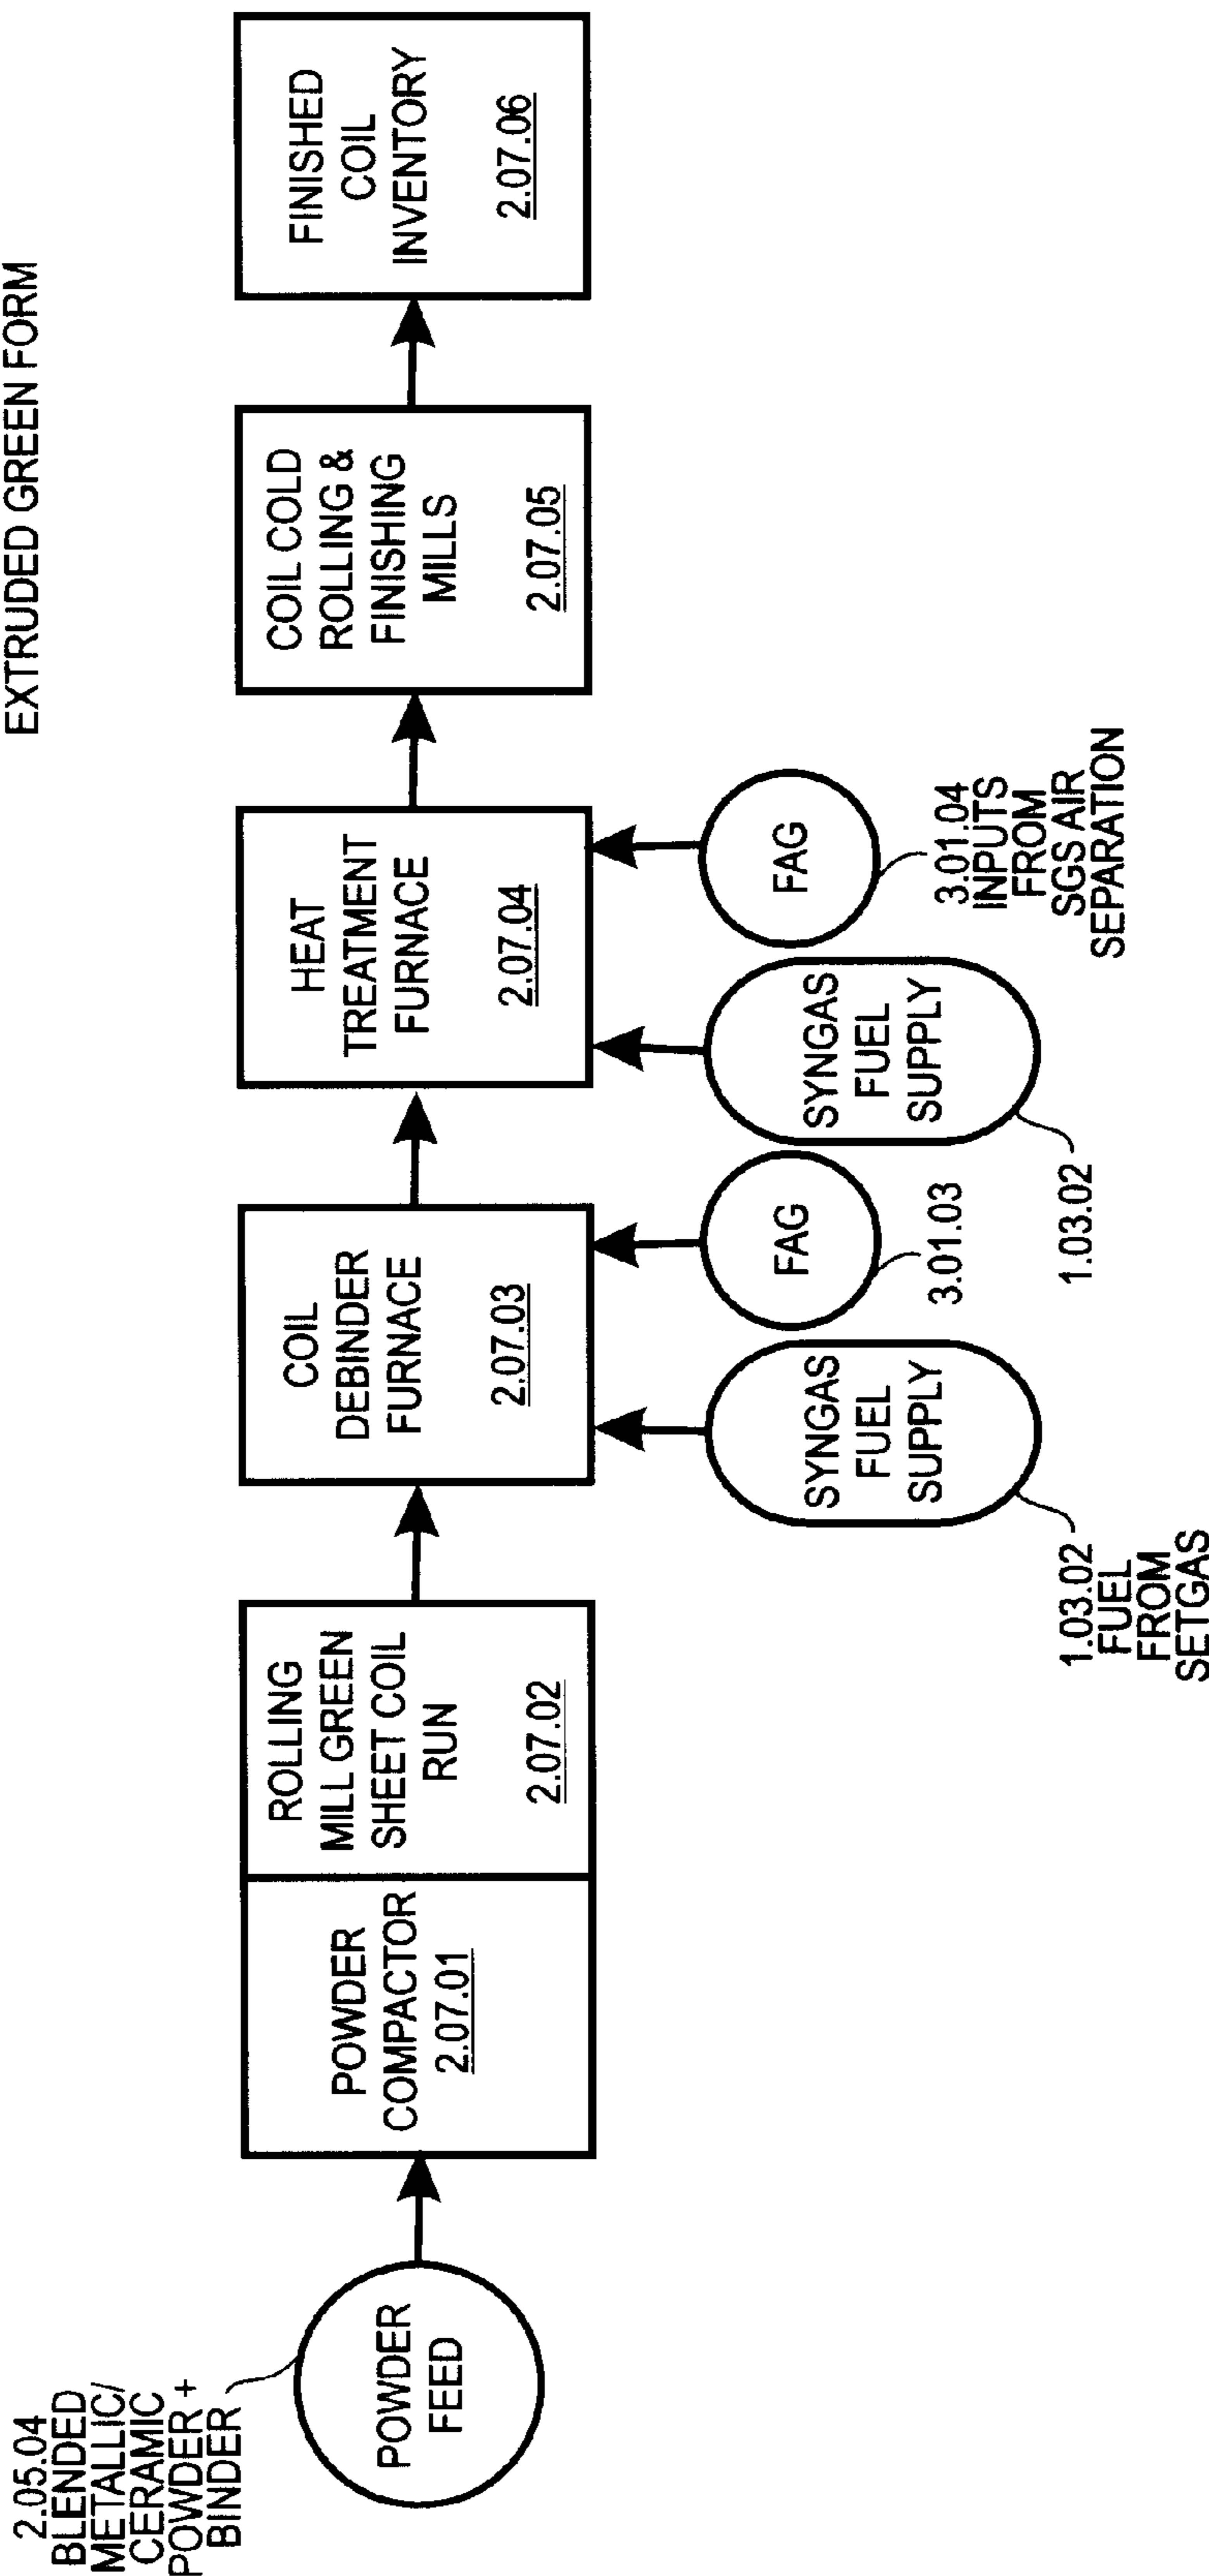 EXTRUDED GREEN FORM
2.05.04
BLENDED
METALLIC/
CERAMIC
POWDER +
BINDER
POWDER
FEED
POWDER
COMPACTOR
2.07.01
ROLLING
MILL GREEN
SHEET COIL
RUN
2.07.02
COIL
DEBINDER
FURNACE
2.07.03
HEAT
TREATMENT
FURNACE
2.07.04
COIL COLD
ROLLING &
FINISHING
MILLS
2.07.05
FINISHED
COIL
INVENTORY
2.07.06
SYNGAS
FUEL
SUPPLY
1.03.02
FUEL
FROM
SETGAS
FAG
3.01.03
SYNGAS
FUEL
SUPPLY
1.03.02
FAG
3.01.04
INPUTS
FROM
SGS AIR
SEPARATION